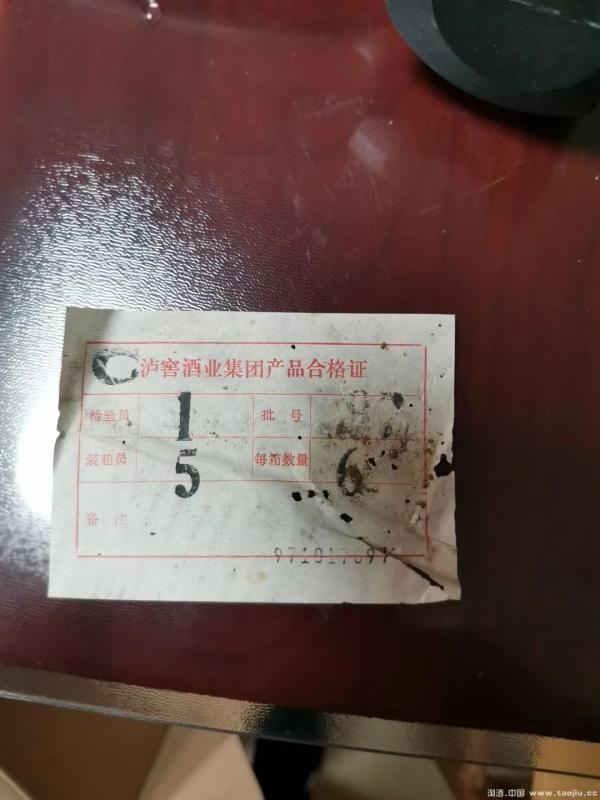 泸窖酒业集团产品合格证
检验员 1 批号
装箱员 5 每箱数量 6
备注
淘酒.中国 www.taojiu.cc